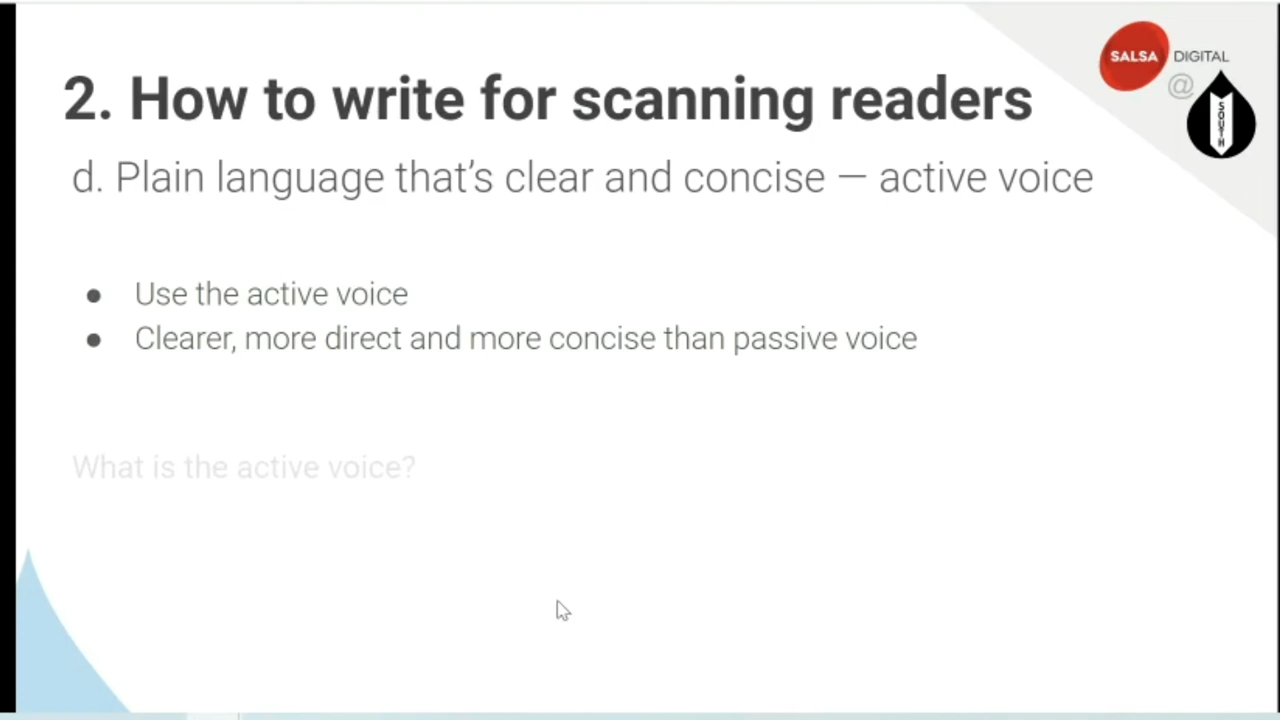 SALSA DIGITAL
@
SOUTH
2. How to write for scanning readers
d. Plain language that’s clear and concise — active voice
● Use the active voice
● Clearer, more direct and more concise than passive voice
What is the active voice?